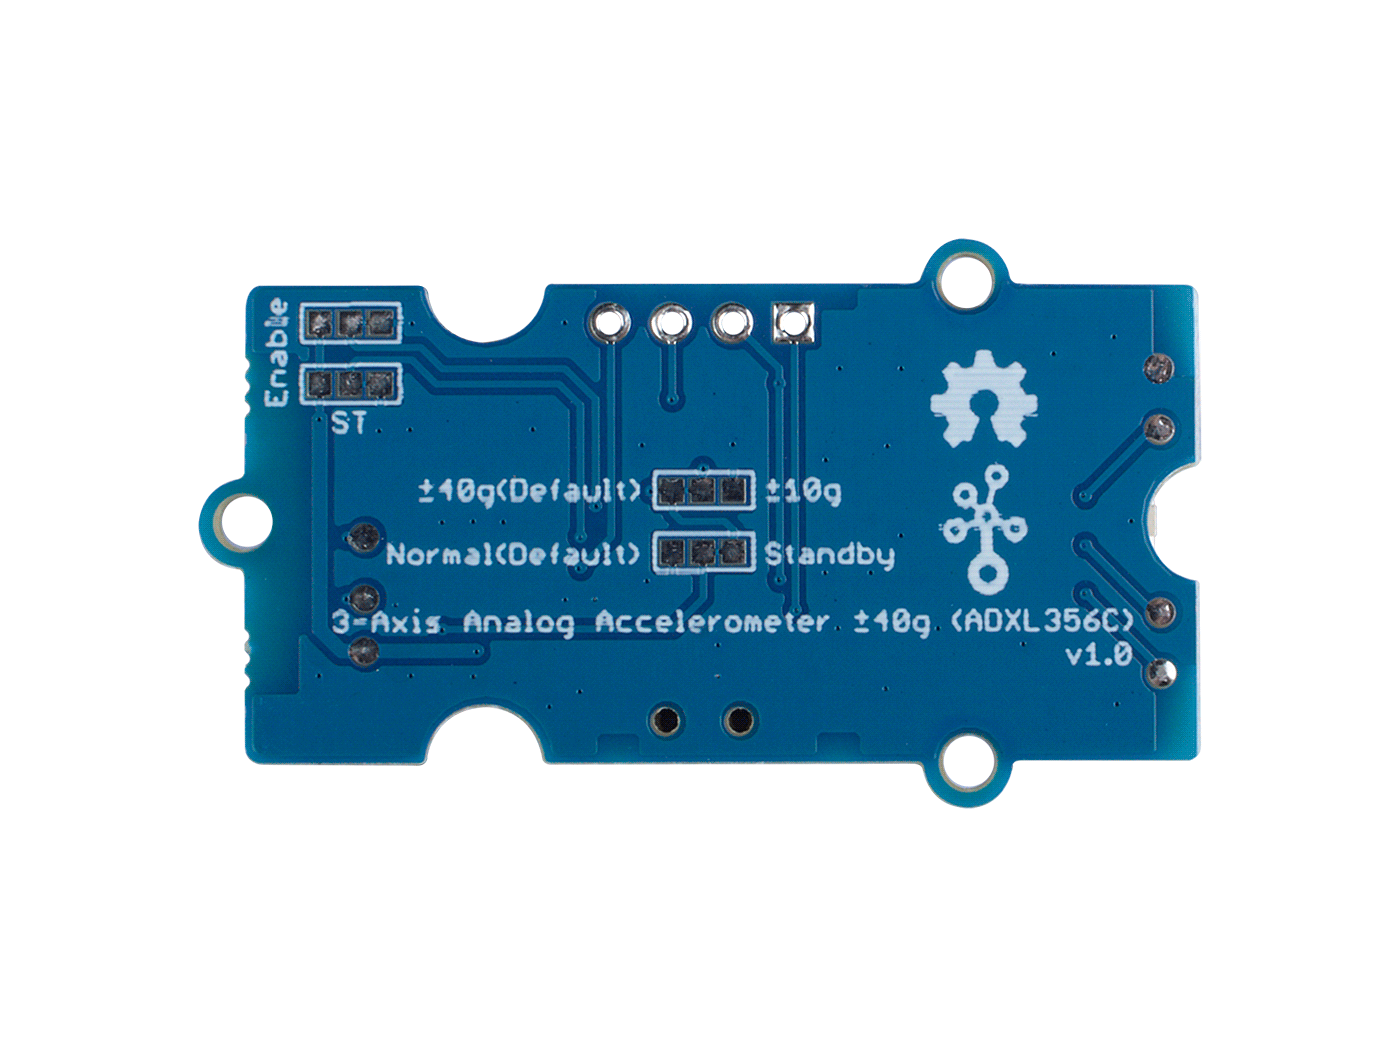 Enable
ST
±40g(Default) ±10g
Normal(Default) Standby
3-Axis Analog Accelerometer ±40g (ADXL356C)
v1.0